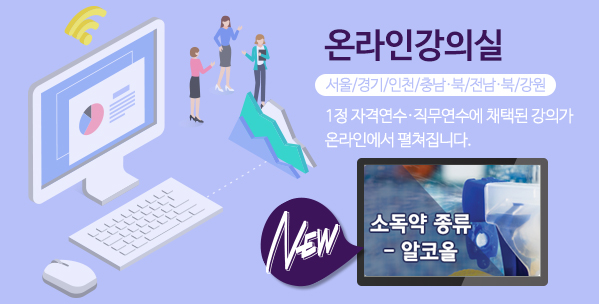 온라인강의실
서울/경기/인천/충남·북/전남·북/강원
1정 자격연수·직무연수에 채택된 강의가
온라인에서 펼쳐집니다.
NEW
소독약 종류
- 알코올